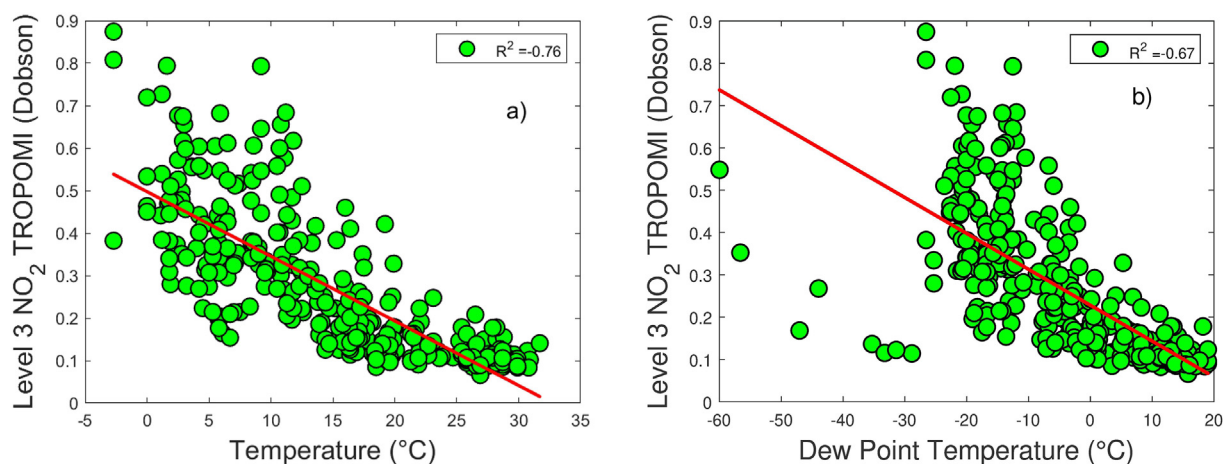 Level 3 NO2 TROPOMI (Dobson)
0.9
0.8
0.7
0.6
0.5
0.4
0.3
0.2
0.1
0
R2 =-0.76
a)
-5 0 5 10 15 20 25 30 35
Temperature (°C)
Level 3 NO2 TROPOMI (Dobson)
0.9
0.8
0.7
0.6
0.5
0.4
0.3
0.2
0.1
0
R2 =-0.67
b)
-60 -50 -40 -30 -20 -10 0 10 20
Dew Point Temperature (°C)